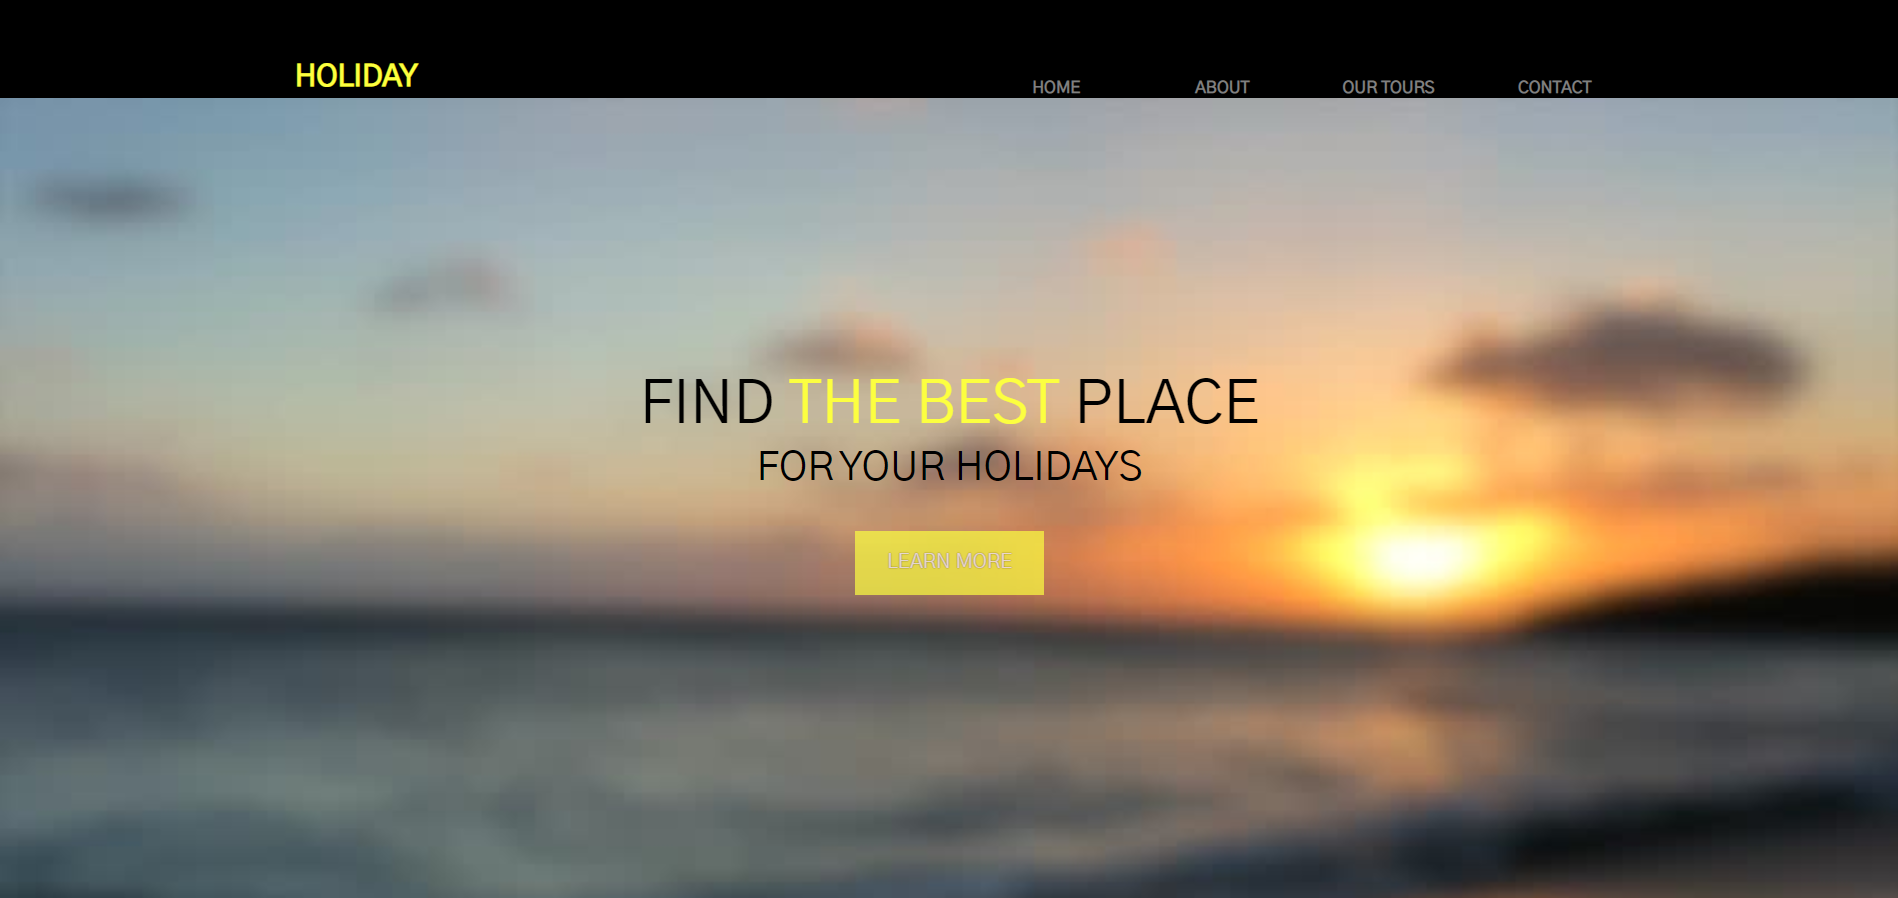 HOLIDAY
HOME ABOUT OUR TOURS CONTACT
FIND THE BEST PLACE
FOR YOUR HOLIDAYS
LEARN MORE